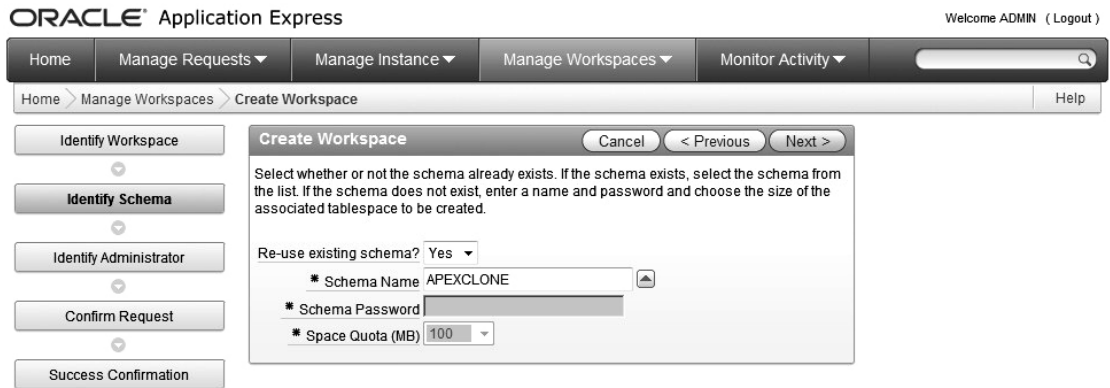 ORACLE® Application Express
Welcome ADMIN ( Logout )
Home Manage Requests Manage Instance Manage Workspaces Monitor Activity
Home Manage Workspaces Create Workspace Help
Identify Workspace
Identify Schema
Identify Administrator
Confirm Request
Success Confirmation
Create Workspace Cancel < Previous Next >
Select whether or not the schema already exists. If the schema exists, select the schema from
the list. If the schema does not exist, enter a name and password and choose the size of the
associated tablespace to be created.
Re-use existing schema? Yes
* Schema Name APEXCLONE
* Schema Password
* Space Quota (MB) 100